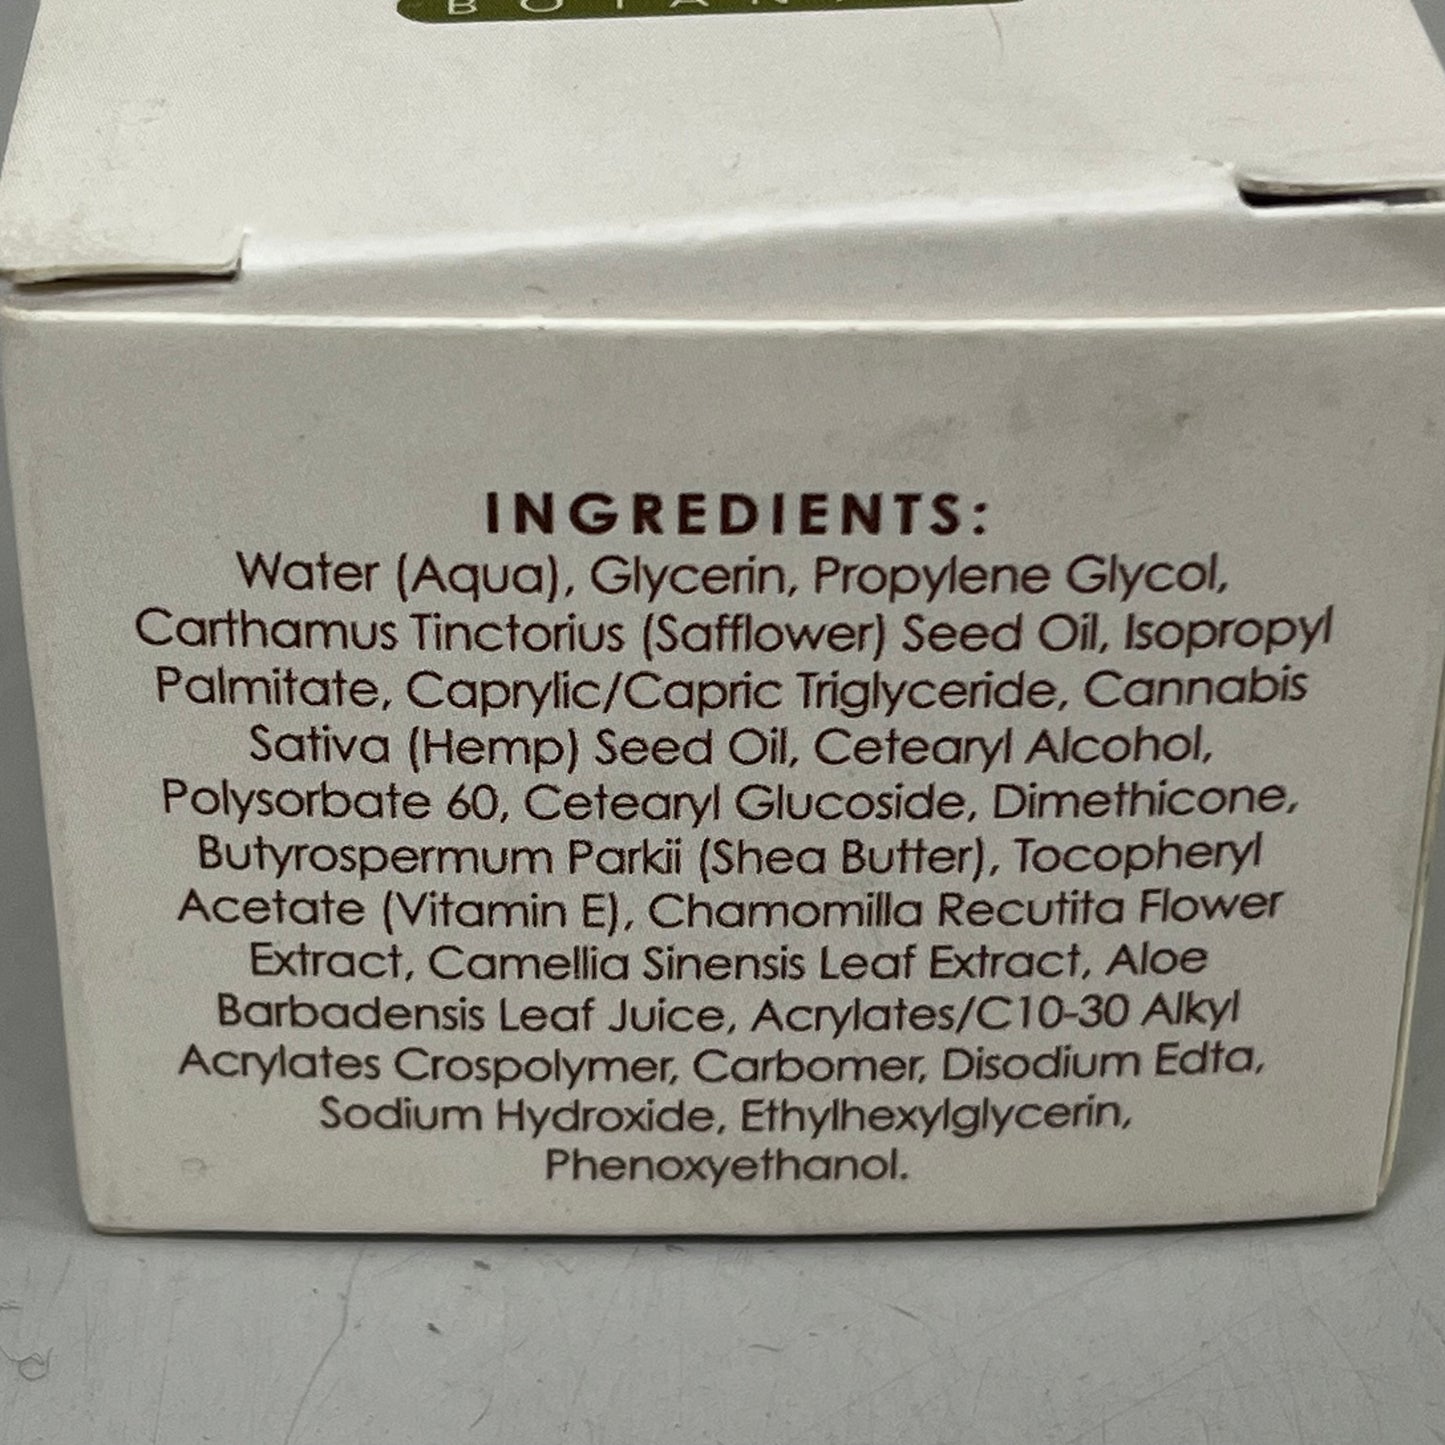 INGREDIENTS:
Water (Aqua), Glycerin, Propylene Glycol,
Carthamus Tinctorius (Safflower) Seed Oil, Isopropyl
Palmitate, Caprylic/Capric Triglyceride, Cannabis
Sativa (Hemp) Seed Oil, Cetearyl Alcohol,
Polysorbate 60, Cetearyl Glucoside, Dimethicone,
Butyrospermum Parkii (Shea Butter), Tocopheryl
Acetate (Vitamin E), Chamomilla Recutita Flower
Extract, Camellia Sinensis Leaf Extract, Aloe
Barbadensis Leaf Juice, Acrylates/C10-30 Alkyl
Acrylates Crospolymer, Carbomer, Disodium Edta,
Sodium Hydroxide, Ethylhexylglycerin,
Phenoxyethanol.